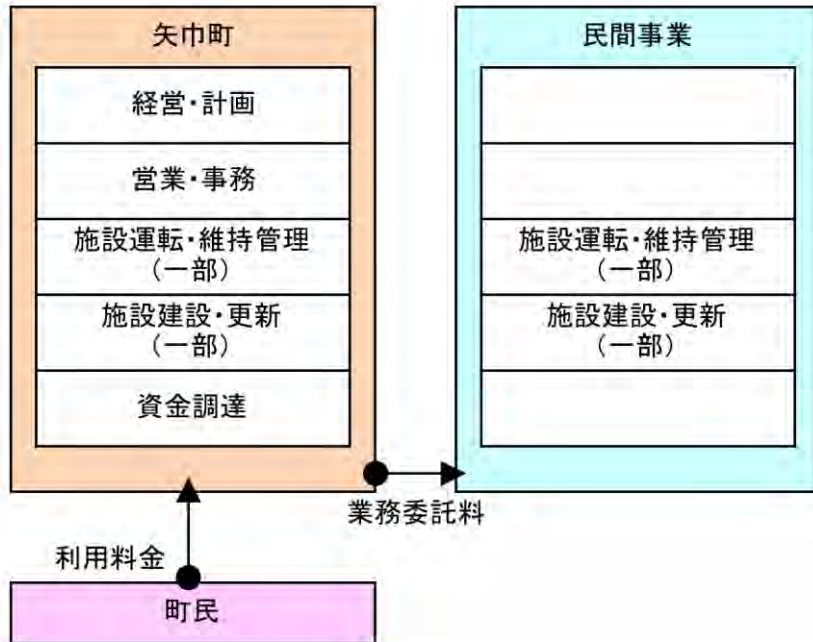 矢巾町
経営・計画
営業・事務
施設運転・維持管理
（一部）
施設建設・更新
（一部）
資金調達
民間事業
施設運転・維持管理
（一部）
施設建設・更新
（一部）
業務委託料
利用料金
町民